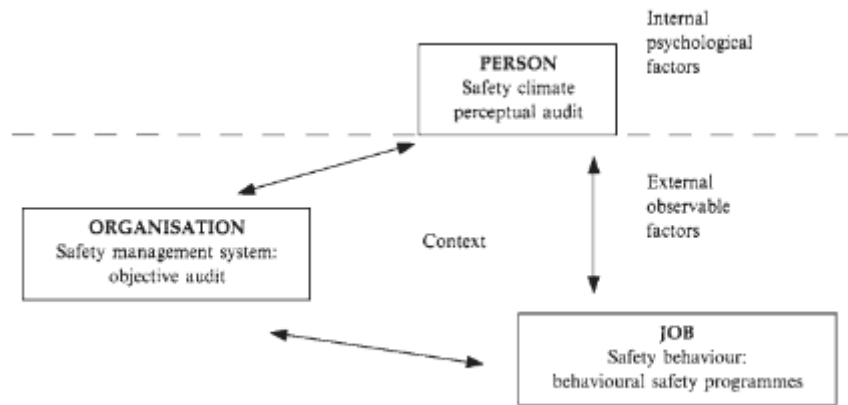 Internal
psychological
factors
PERSON
Safety climate
perceptual audit
External
observable
factors
ORGANISATION
Safety management system:
objective audit
Context
JOB
Safety behaviour:
behavioural safety programmes